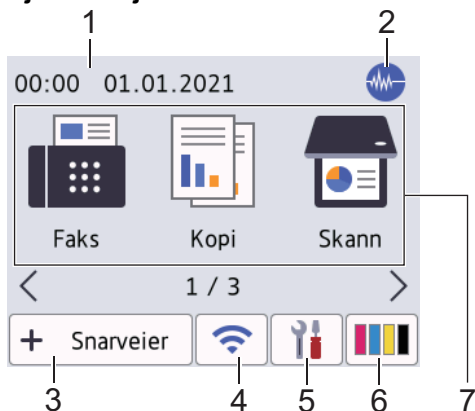 1 2
00:00 01.01.2021
Faks Kopi Skann
1 / 3
+ Snarveier
3 4 5 6 7